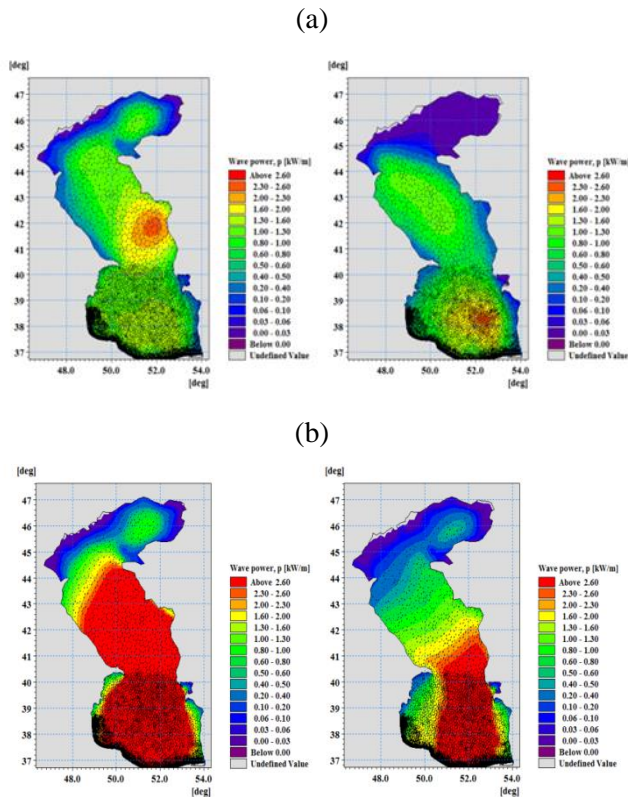 (a)
[deg]
47
46
45
44
43
42
41
40
39
38
37
48.0 50.0 52.0 54.0
[deg]
Wave power, p [kW/m]
Above 2.60
2.30 - 2.60
2.00 - 2.30
1.60 - 2.00
1.30 - 1.60
1.00 - 1.30
0.80 - 1.00
0.60 - 0.80
0.50 - 0.60
0.40 - 0.50
0.20 - 0.40
0.10 - 0.20
0.06 - 0.10
0.03 - 0.06
0.00 - 0.03
Below 0.00
Undefined Value
[deg]
47
46
45
44
43
42
41
40
39
38
37
48.0 50.0 52.0 54.0
[deg]
Wave power, p [kW/m]
Above 2.60
2.30 - 2.60
2.00 - 2.30
1.60 - 2.00
1.30 - 1.60
1.00 - 1.30
0.80 - 1.00
0.60 - 0.80
0.50 - 0.60
0.40 - 0.50
0.20 - 0.40
0.10 - 0.20
0.06 - 0.10
0.03 - 0.06
0.00 - 0.03
Below 0.00
Undefined Value
(b)
[deg]
47
46
45
44
43
42
41
40
39
38
37
48.0 50.0 52.0 54.0
[deg]
Wave power, p [kW/m]
Above 2.60
2.30 - 2.60
2.00 - 2.30
1.60 - 2.00
1.30 - 1.60
1.00 - 1.30
0.80 - 1.00
0.60 - 0.80
0.50 - 0.60
0.40 - 0.50
0.20 - 0.40
0.10 - 0.20
0.06 - 0.10
0.03 - 0.06
0.00 - 0.03
Below 0.00
Undefined Value
[deg]
47
46
45
44
43
42
41
40
39
38
37
48.0 50.0 52.0 54.0
[deg]
Wave power, p [kW/m]
Above 2.60
2.30 - 2.60
2.00 - 2.30
1.60 - 2.00
1.30 - 1.60
1.00 - 1.30
0.80 - 1.00
0.60 - 0.80
0.50 - 0.60
0.40 - 0.50
0.20 - 0.40
0.10 - 0.20
0.06 - 0.10
0.03 - 0.06
0.00 - 0.03
Below 0.00
Undefined Value